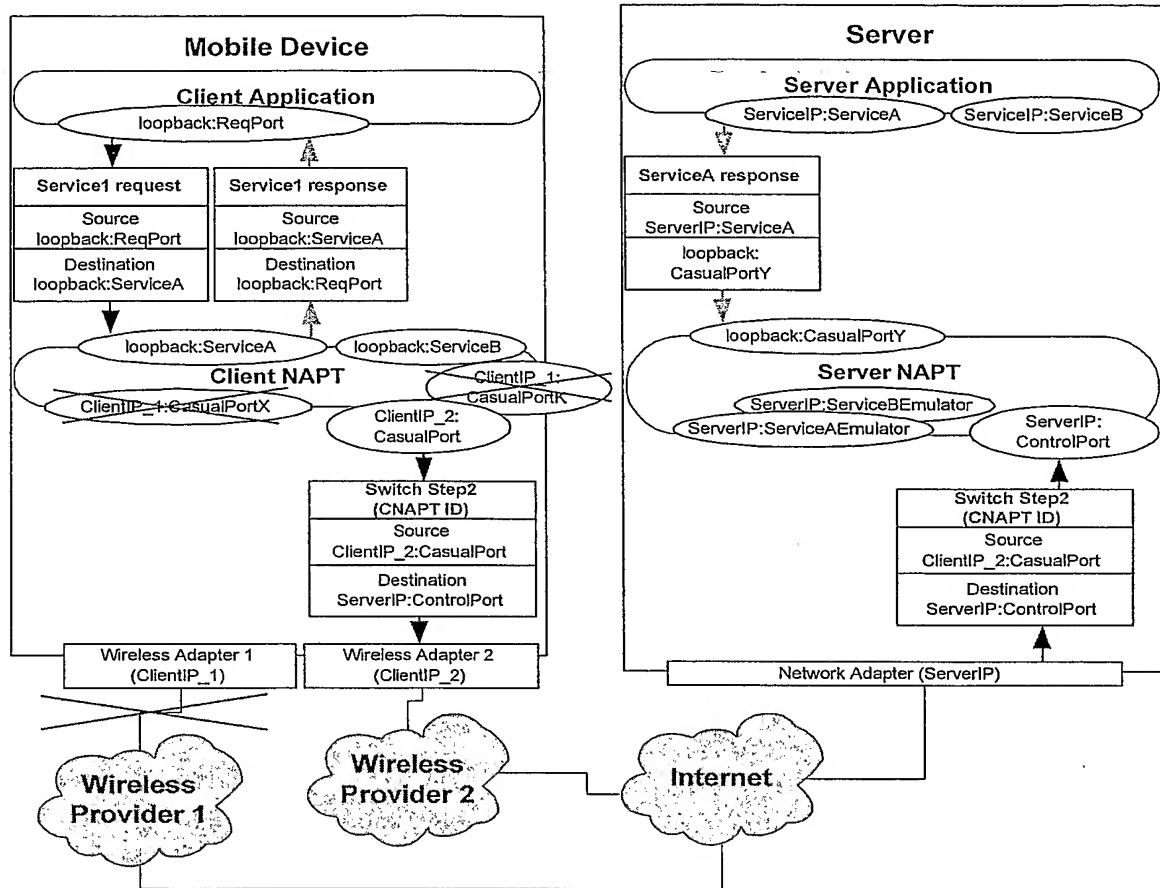 Mobile Device
Client Application
loopback:ReqPort
Service1 request
Source
loopback:ReqPort
Destination
loopback:ServiceA
Service1 response
Source
loopback:ServiceA
Destination
loopback:ReqPort
loopback:ServiceA
loopback:ServiceB
Client NAPT
ClientIP_1:
CasualPortK
ClientIP_1:CasualPortX
ClientIP_2:
CasualPort
Switch Step2
(CNAPT ID)
Source
ClientIP_2:CasualPort
Destination
ServerIP:ControlPort
Wireless Adapter 1
(ClientIP_1)
Wireless Adapter 2
(ClientIP_2)
Wireless
Provider 1
Wireless
Provider 2
Internet
Server
Server Application
ServiceIP:ServiceA
ServiceIP:ServiceB
ServiceA response
Source
ServerIP:ServiceA
loopback:
CasualPortY
loopback:CasualPortY
Server NAPT
ServerIP:ServiceBEmulator
ServerIP:ServiceAEmulator
ServerIP:
ControlPort
Switch Step2
(CNAPT ID)
Source
ClientIP_2:CasualPort
Destination
ServerIP:ControlPort
Network Adapter (ServerIP)